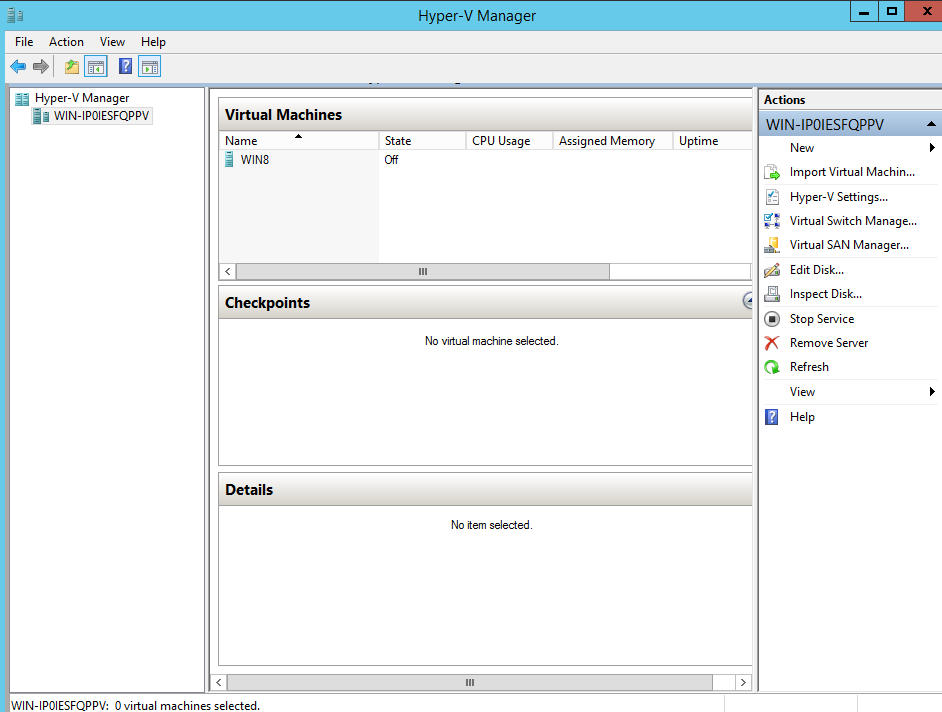 Hyper-V Manager
File Action View Help
Hyper-V Manager
WIN-IP0IESFQPPV
Virtual Machines
Name State CPU Usage Assigned Memory Uptime
WIN8 Off
Checkpoints
No virtual machine selected.
Details
No item selected.
Actions
WIN-IP0IESFQPPV
New
Import Virtual Machin...
Hyper-V Settings...
Virtual Switch Manage...
Virtual SAN Manager...
Edit Disk...
Inspect Disk...
Stop Service
Remove Server
Refresh
View
Help
WIN-IP0IESFQPPV: 0 virtual machines selected.